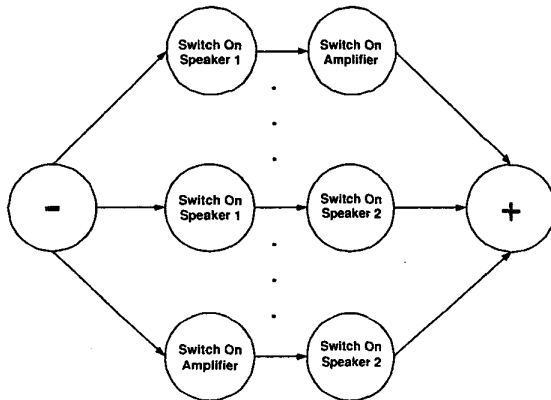 Switch On
Speaker 1
Switch On
Amplifier
-
Switch On
Speaker 1
Switch On
Speaker 2
+
Switch On
Amplifier
Switch On
Speaker 2